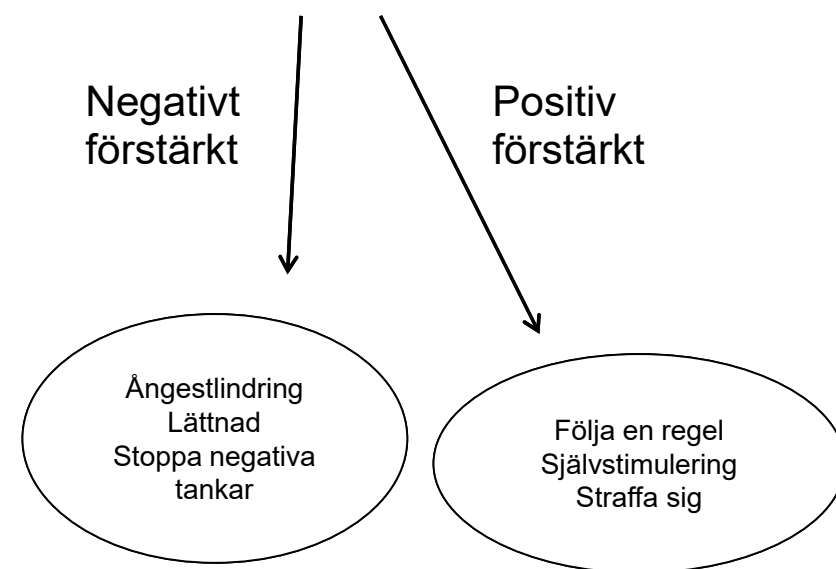 Negativt
förstärkt
Positiv
förstärkt
Ångestlindring
Lättnad
Stoppa negativa
tankar
Följa en regel
Självstimulering
Straffa sig